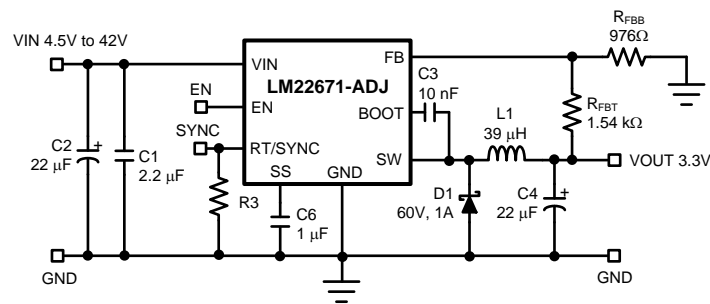 VIN 4.5V to 42V
VIN
FB
LM22671-ADJ
C3
10 nF
R_FBB
976Ω
EN
EN
BOOT
SYNC
L1
39 μH
R_FBT
1.54 kΩ
C2
22 μF
+
C1
2.2 μF
RT/SYNC
SW
VOUT 3.3V
SS
GND
R3
C6
1 μF
D1
60V, 1A
C4
22 μF
+
GND
GND